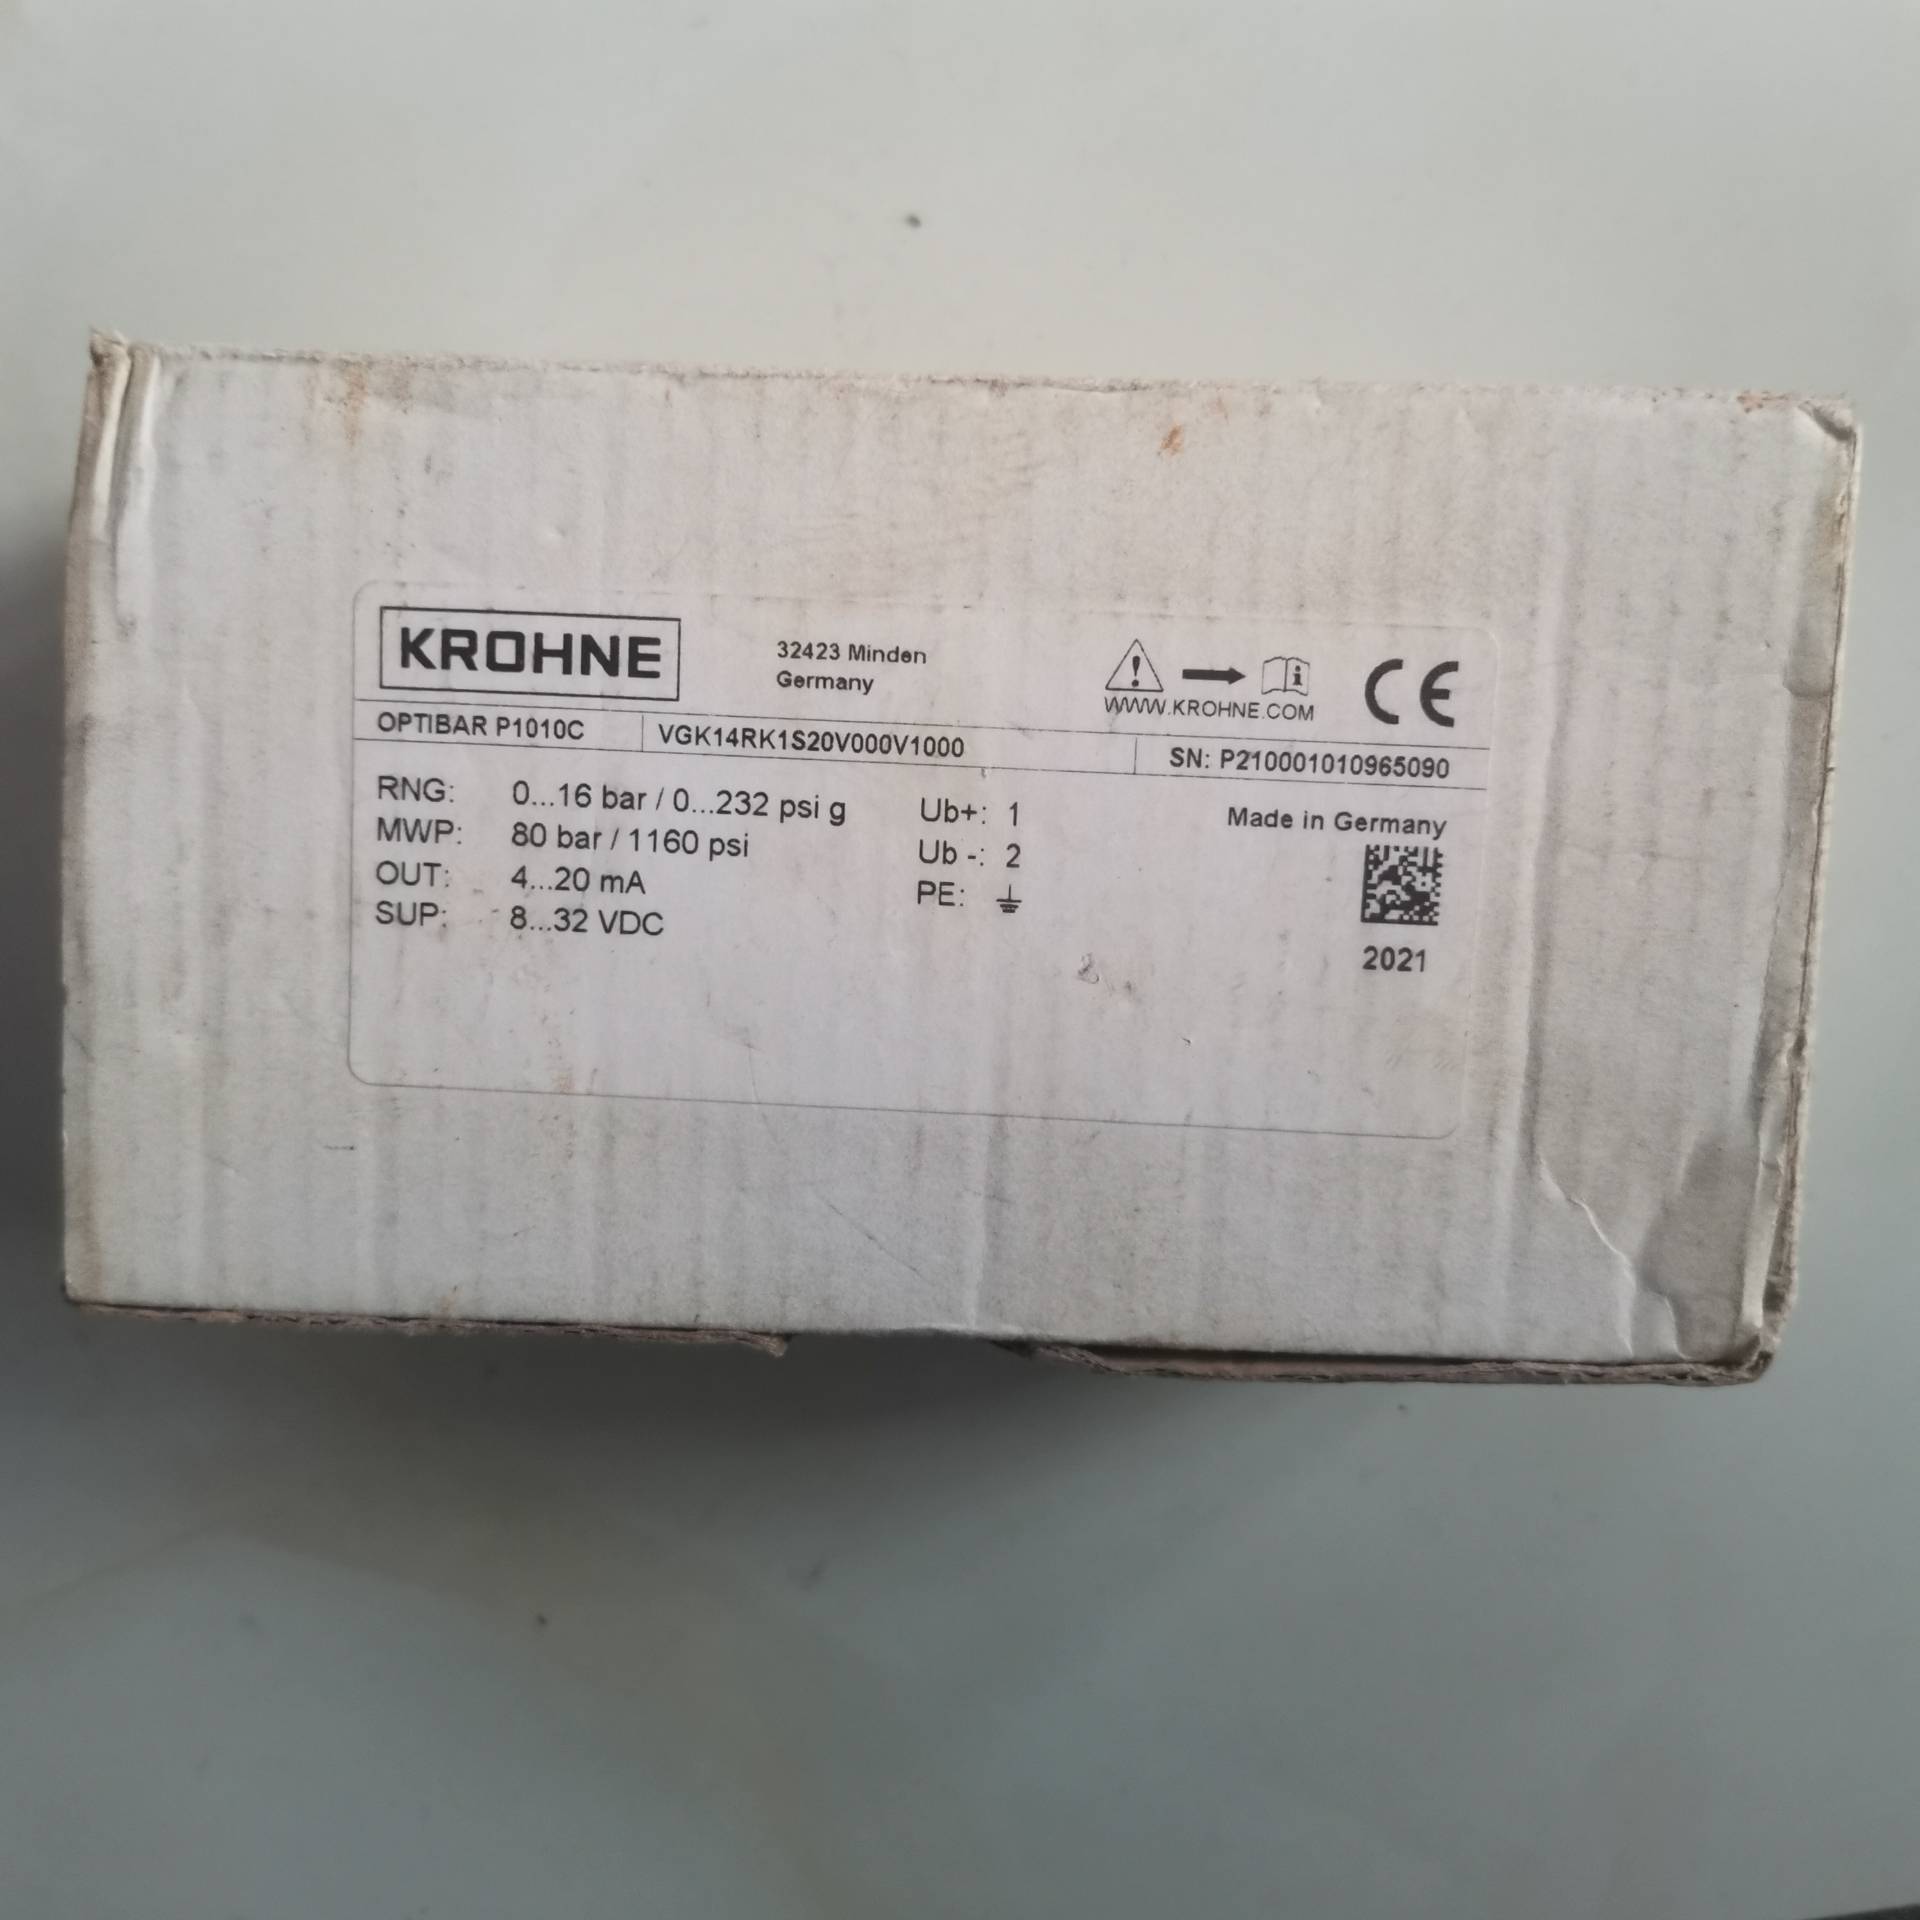 KROHNE
32423 Minden
Germany
WWW.KROHNE.COM
CE
OPTIBAR P1010C VGK14RK1S20V000V1000 SN: P210001010965090
RNG: 0...16 bar / 0...232 psi g Ub+: 1
MWP: 80 bar / 1160 psi Ub -: 2
OUT: 4...20 mA PE:
SUP: 8...32 VDC
Made in Germany
2021